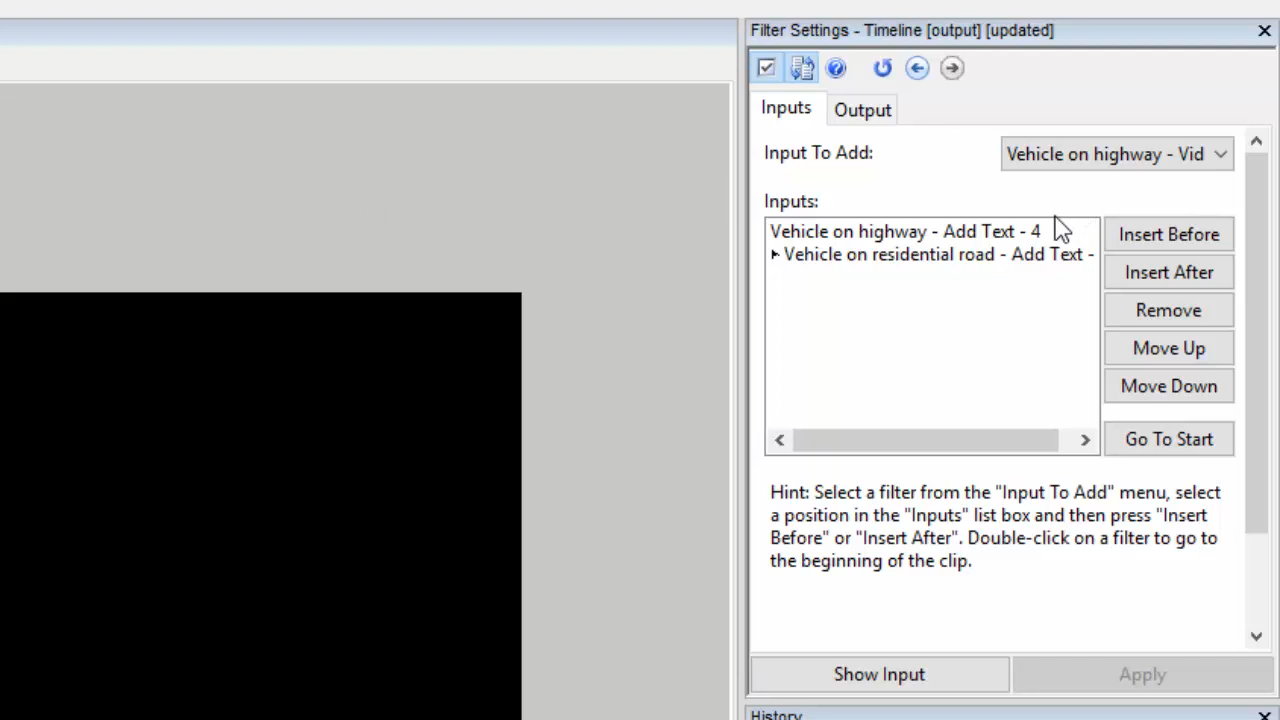 Filter Settings - Timeline [output] [updated]
Inputs
Output
Input To Add:
Vehicle on highway - Vid
Inputs:
Vehicle on highway - Add Text - 4
Vehicle on residential road - Add Text -
Insert Before
Insert After
Remove
Move Up
Move Down
Go To Start
Hint: Select a filter from the "Input To Add" menu, select
a position in the "Inputs" list box and then press "Insert
Before" or "Insert After". Double-click on a filter to go to
the beginning of the clip.
Show Input
Apply
History